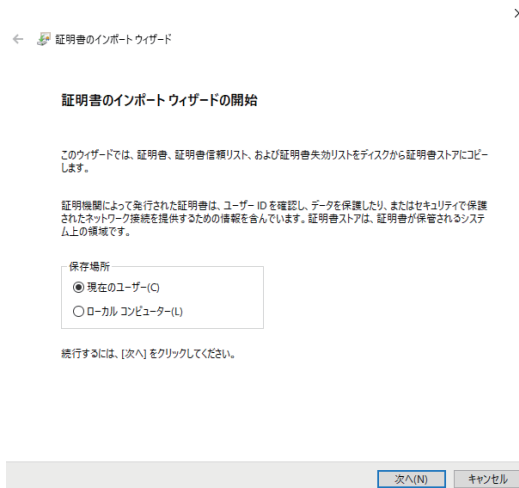 証明書のインポート ウィザード
証明書のインポート ウィザードの開始
このウィザードでは、証明書、証明書信頼リスト、および証明書失効リストをディスクから証明書ストアにコピー
します。
証明機関によって発行された証明書は、ユーザー ID を確認し、データを保護したり、またはセキュリティで保護
されたネットワーク接続を提供するための情報を含んでいます。証明書ストアは、証明書が保管されるシステ
ム上の領域です。
保存場所
現在のユーザー(C)
ローカル コンピューター(L)
続行するには、[次へ] をクリックしてください。
次へ(N)
キャンセル